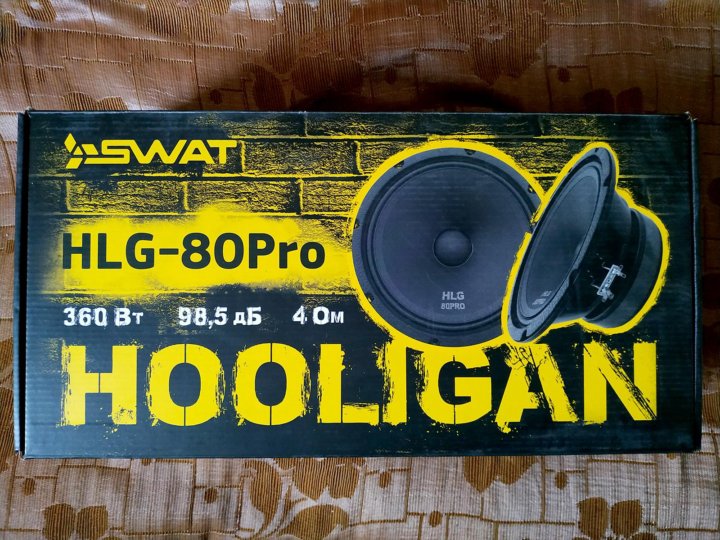 SWAT
HLG-80Pro
360 Вт 98,5 дБ 4 Ом
HLG
80PRO
HOOLIGAN